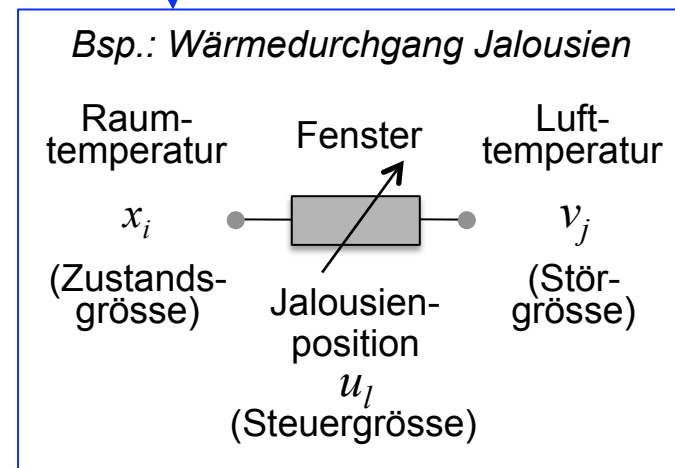 Bsp.: Wärmedurchgang Jalousien
Raum-
temperatur
x_i
(Zustands-
grösse)
Fenster
Jalousien-
position
u_l
(Steuergrösse)
Luft-
temperatur
v_j
(Stör-
grösse)